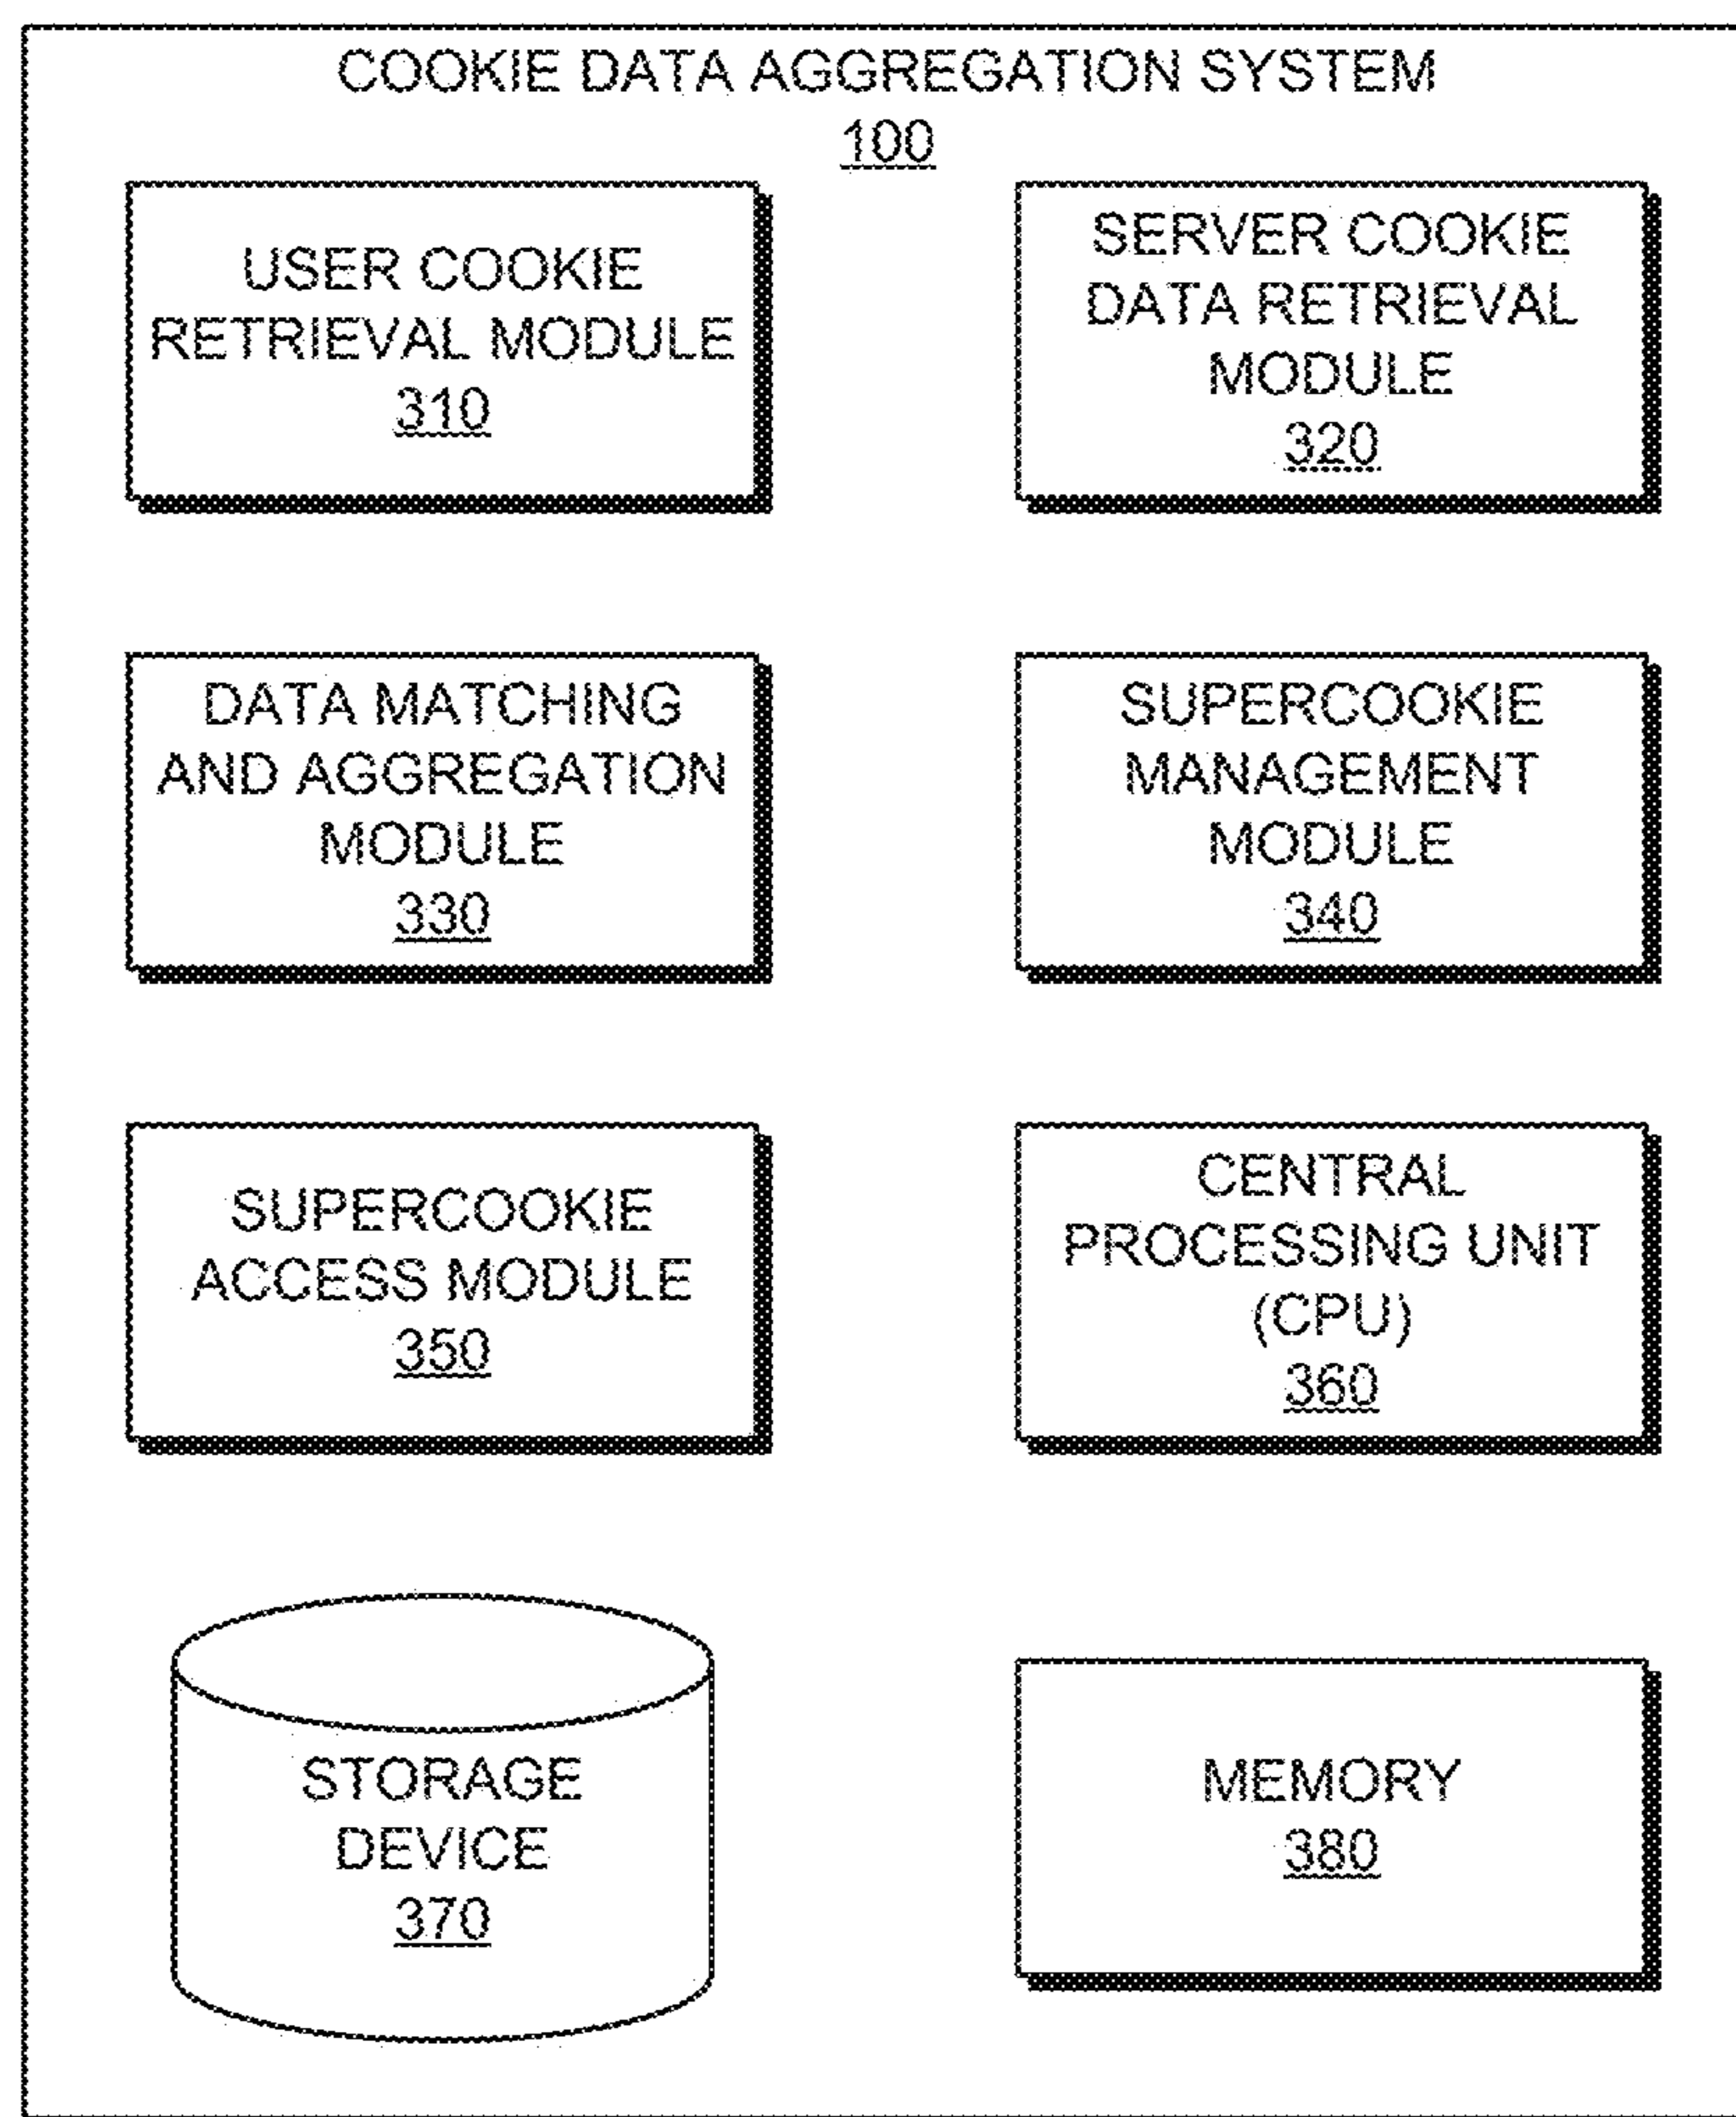 COOKIE DATA AGGREGATION SYSTEM
100
USER COOKIE
RETRIEVAL MODULE
310
SERVER COOKIE
DATA RETRIEVAL
MODULE
320
DATA MATCHING
AND AGGREGATION
MODULE
330
SUPERCOOKIE
MANAGEMENT
MODULE
340
SUPERCOOKIE
ACCESS MODULE
350
CENTRAL
PROCESSING UNIT
(CPU)
360
STORAGE
DEVICE
370
MEMORY
380